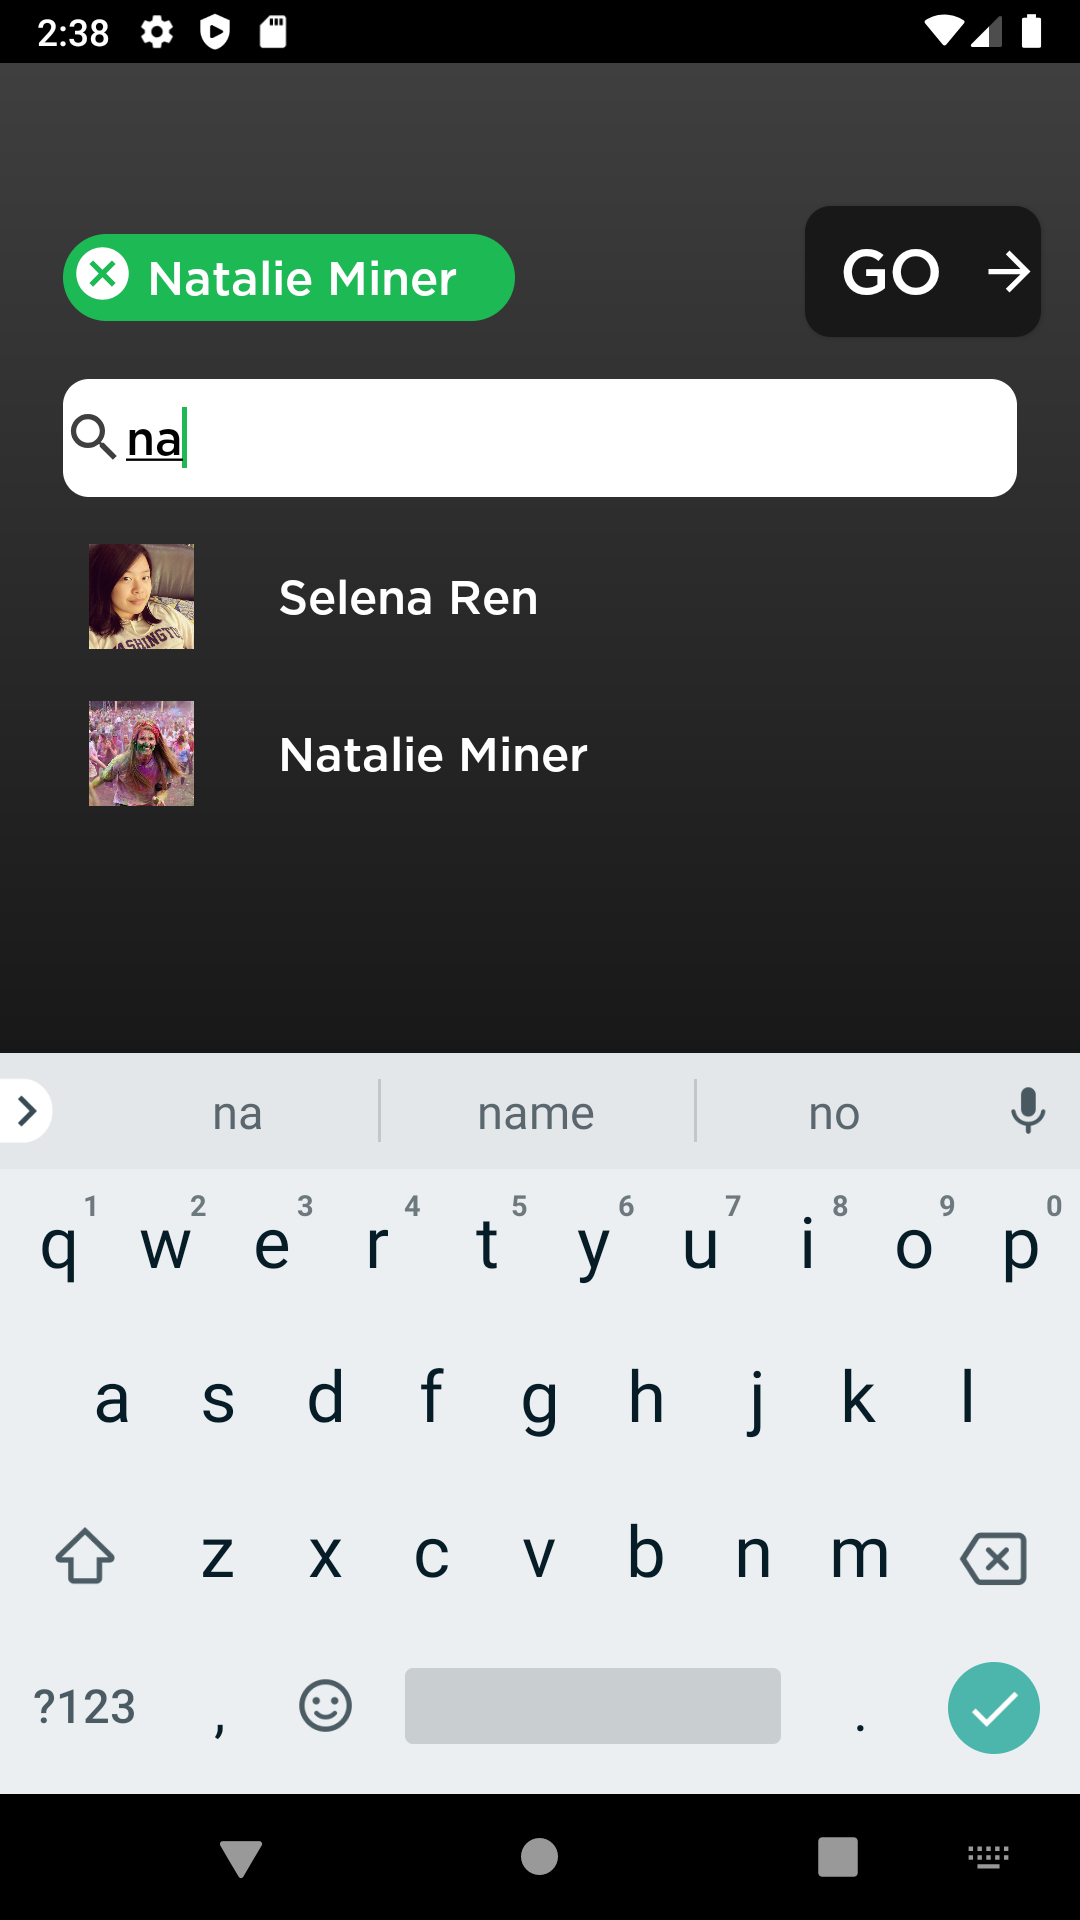 2:38
Natalie Miner
GO
na
Selena Ren
Natalie Miner
na name no
1 2 3 4 5 6 7 8 9 0
q w e r t y u i o p
a s d f g h j k l
z x c v b n m
?123 , .